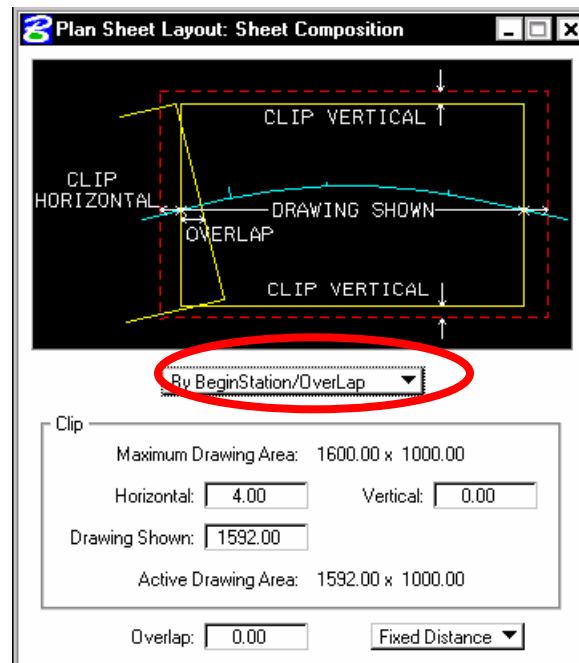 Plan Sheet Layout: Sheet Composition
CLIP VERTICAL
CLIP
HORIZONTAL
DRAWING SHOWN
OVERLAP
CLIP VERTICAL
By BeginStation/OverLap
Clip
Maximum Drawing Area: 1600.00 x 1000.00
Horizontal: 4.00 Vertical: 0.00
Drawing Shown: 1592.00
Active Drawing Area: 1592.00 x 1000.00
Overlap: 0.00 Fixed Distance